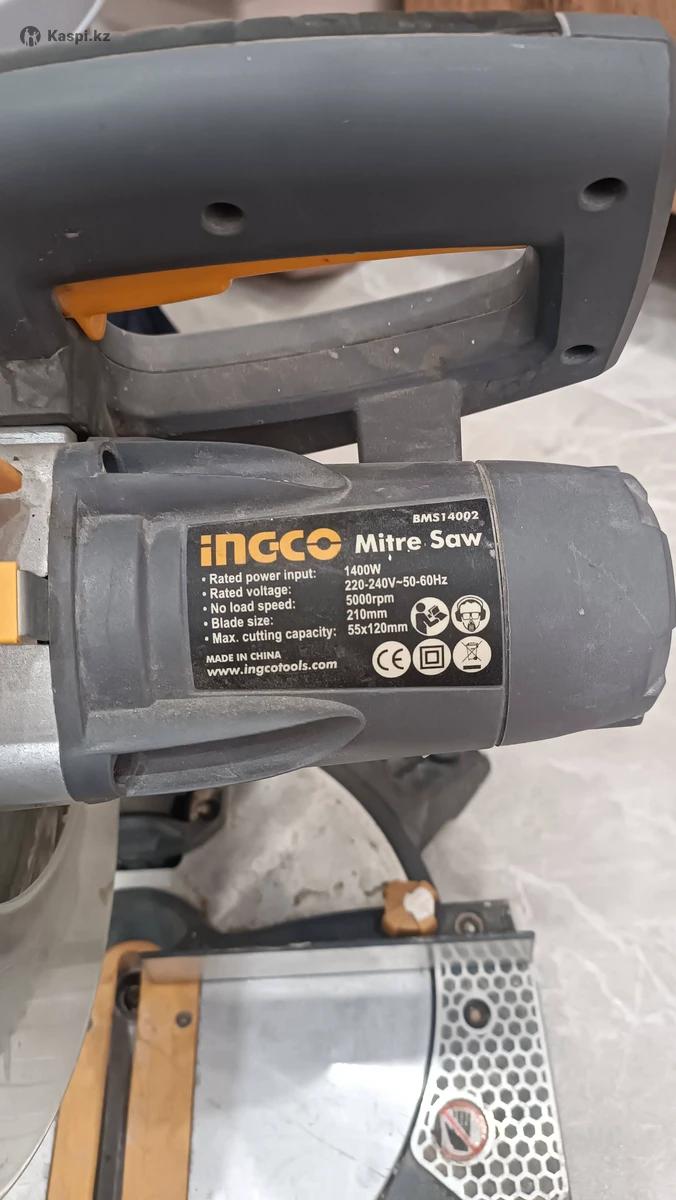 Kaspi.kz
BMS14002
INGCO Mitre Saw
• Rated power input: 1400W
• Rated voltage: 220-240V~50-60Hz
• No load speed: 5000rpm
• Blade size: 210mm
• Max. cutting capacity: 55x120mm
MADE IN CHINA
www.ingcotools.com
CE